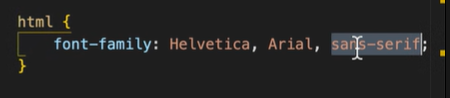 html {
font-family: Helvetica, Arial, sans-serif;
}